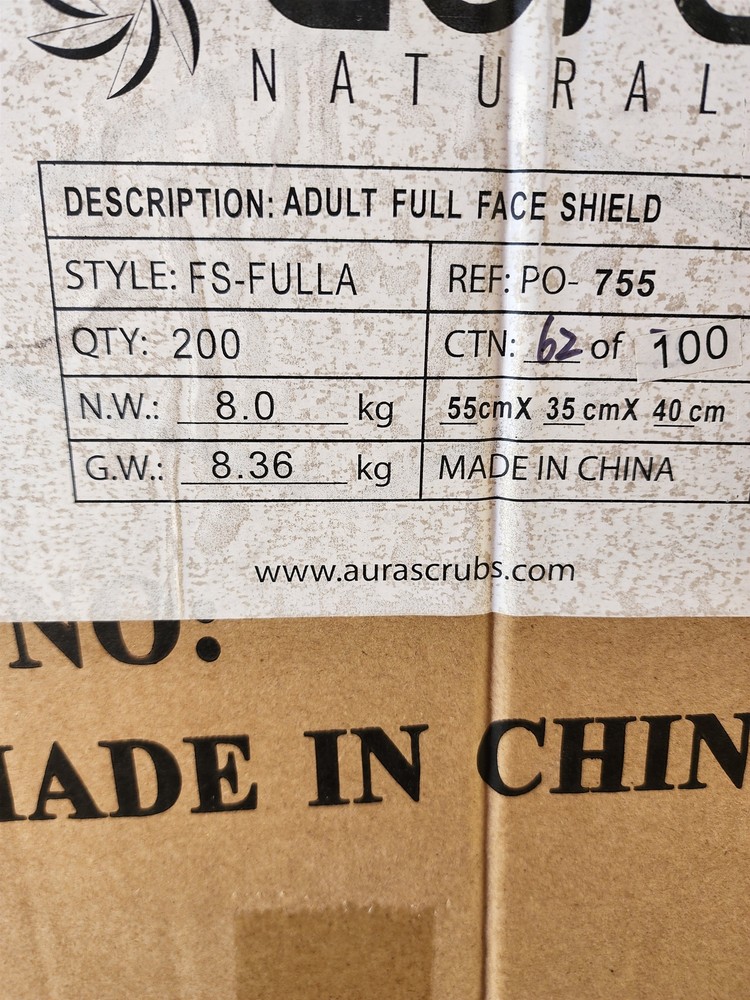 NATURAL
DESCRIPTION: ADULT FULL FACE SHIELD
STYLE: FS-FULLA
REF: PO- 755
QTY: 200
CTN: 62 of 100
N.W.: 8.0 kg
55cmX 35 cmX 40 cm
G.W.: 8.36 kg
MADE IN CHINA
www.aurascrubs.com
NO:
MADE IN CHIN